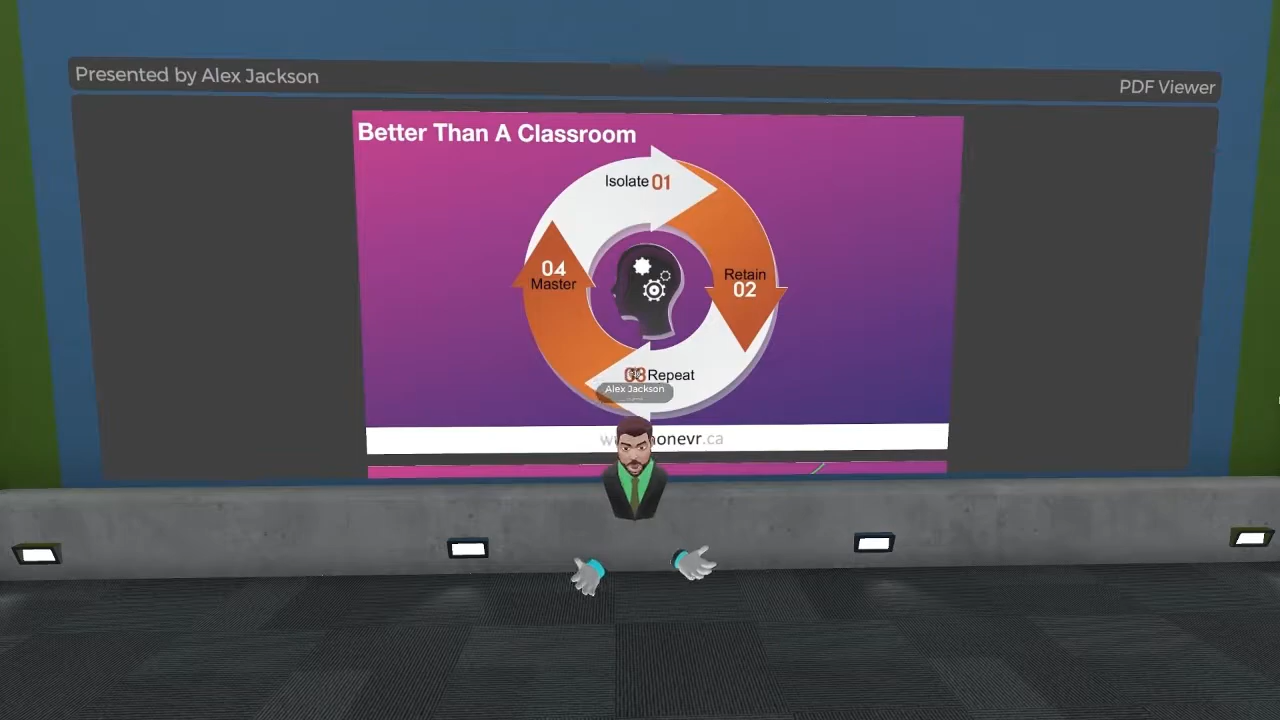 Presented by Alex Jackson
PDF Viewer
Better Than A Classroom
Isolate 01
Retain
02
04
Master
03 Repeat
Alex Jackson
.ca